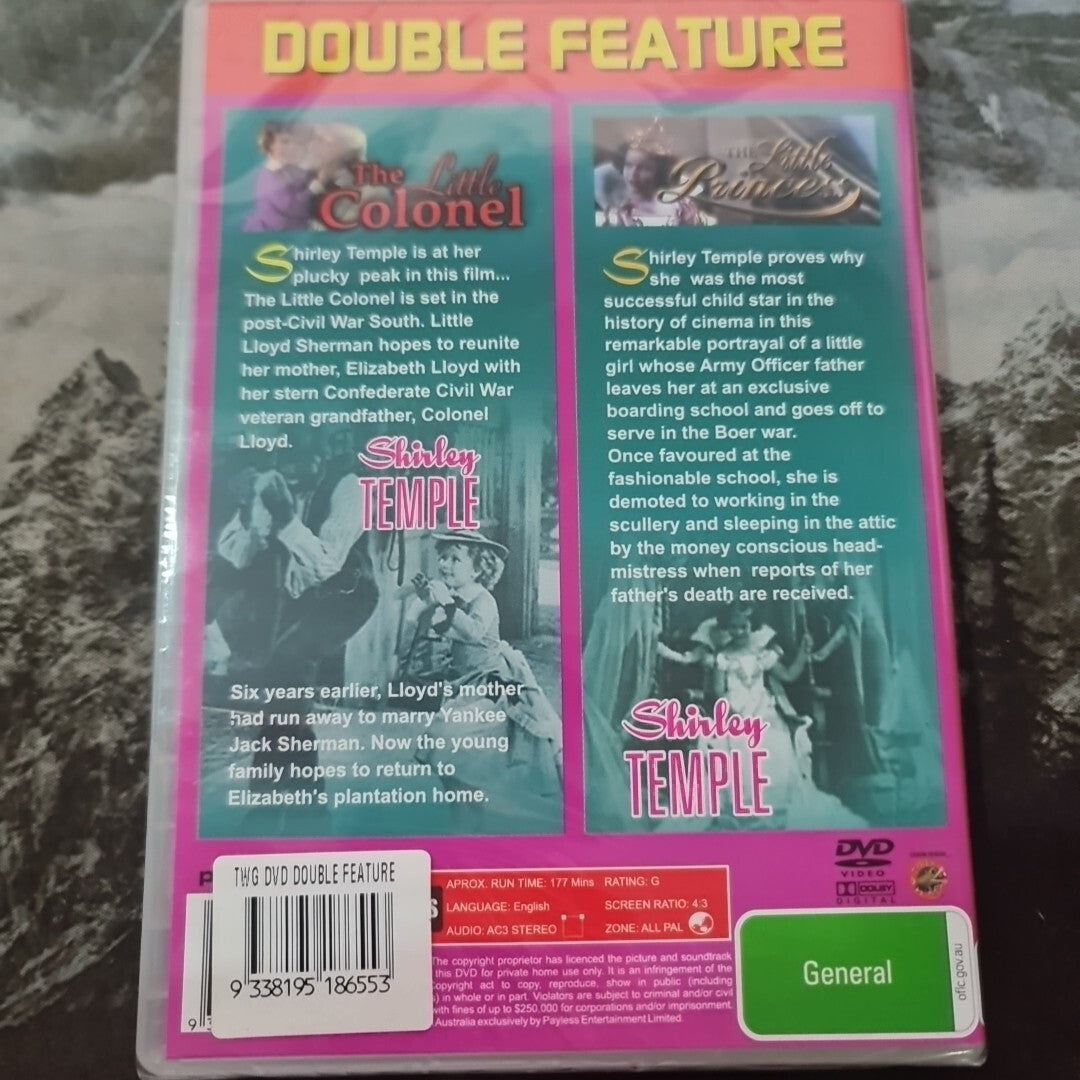 DOUBLE FEATURE
The Little
Colonel
Shirley Temple is at her
plucky peak in this film...
The Little Colonel is set in the
post-Civil War South. Little
Lloyd Sherman hopes to reunite
her mother, Elizabeth Lloyd with
her stern Confederate Civil War
veteran grandfather, Colonel
Lloyd.
Shirley
TEMPLE
Six years earlier, Lloyd's mother
had run away to marry Yankee
Jack Sherman. Now the young
family hopes to return to
Elizabeth's plantation home.
THE Little
Princess
Shirley Temple proves why
she was the most
successful child star in the
history of cinema in this
remarkable portrayal of a little
girl whose Army Officer father
leaves her at an exclusive
boarding school and goes off to
serve in the Boer war.
Once favoured at the
fashionable school, she is
demoted to working in the
scullery and sleeping in the attic
by the money conscious head-
mistress when reports of her
father's death are received.
Shirley
TEMPLE
TWG DVD DOUBLE FEATURE
9 338195 186553
APROX. RUN TIME: 177 Mins RATING: G
LANGUAGE: English SCREEN RATIO: 4:3
AUDIO: AC3 STEREO ZONE: ALL PAL
The copyright proprietor has licenced the picture and soundtrack
this DVD for private home use only. It is an infringement of the
Copyright act to copy, reproduce, show in public (including
) in whole or in part. Violators are subject to criminal and/or civil
with fines of up to $250,000 for corporations and/or imprisonment.
Australia exclusively by Payless Entertainment Limited.
DVD
VIDEO
DOLBY
DIGITAL
General
oflc.gov.au